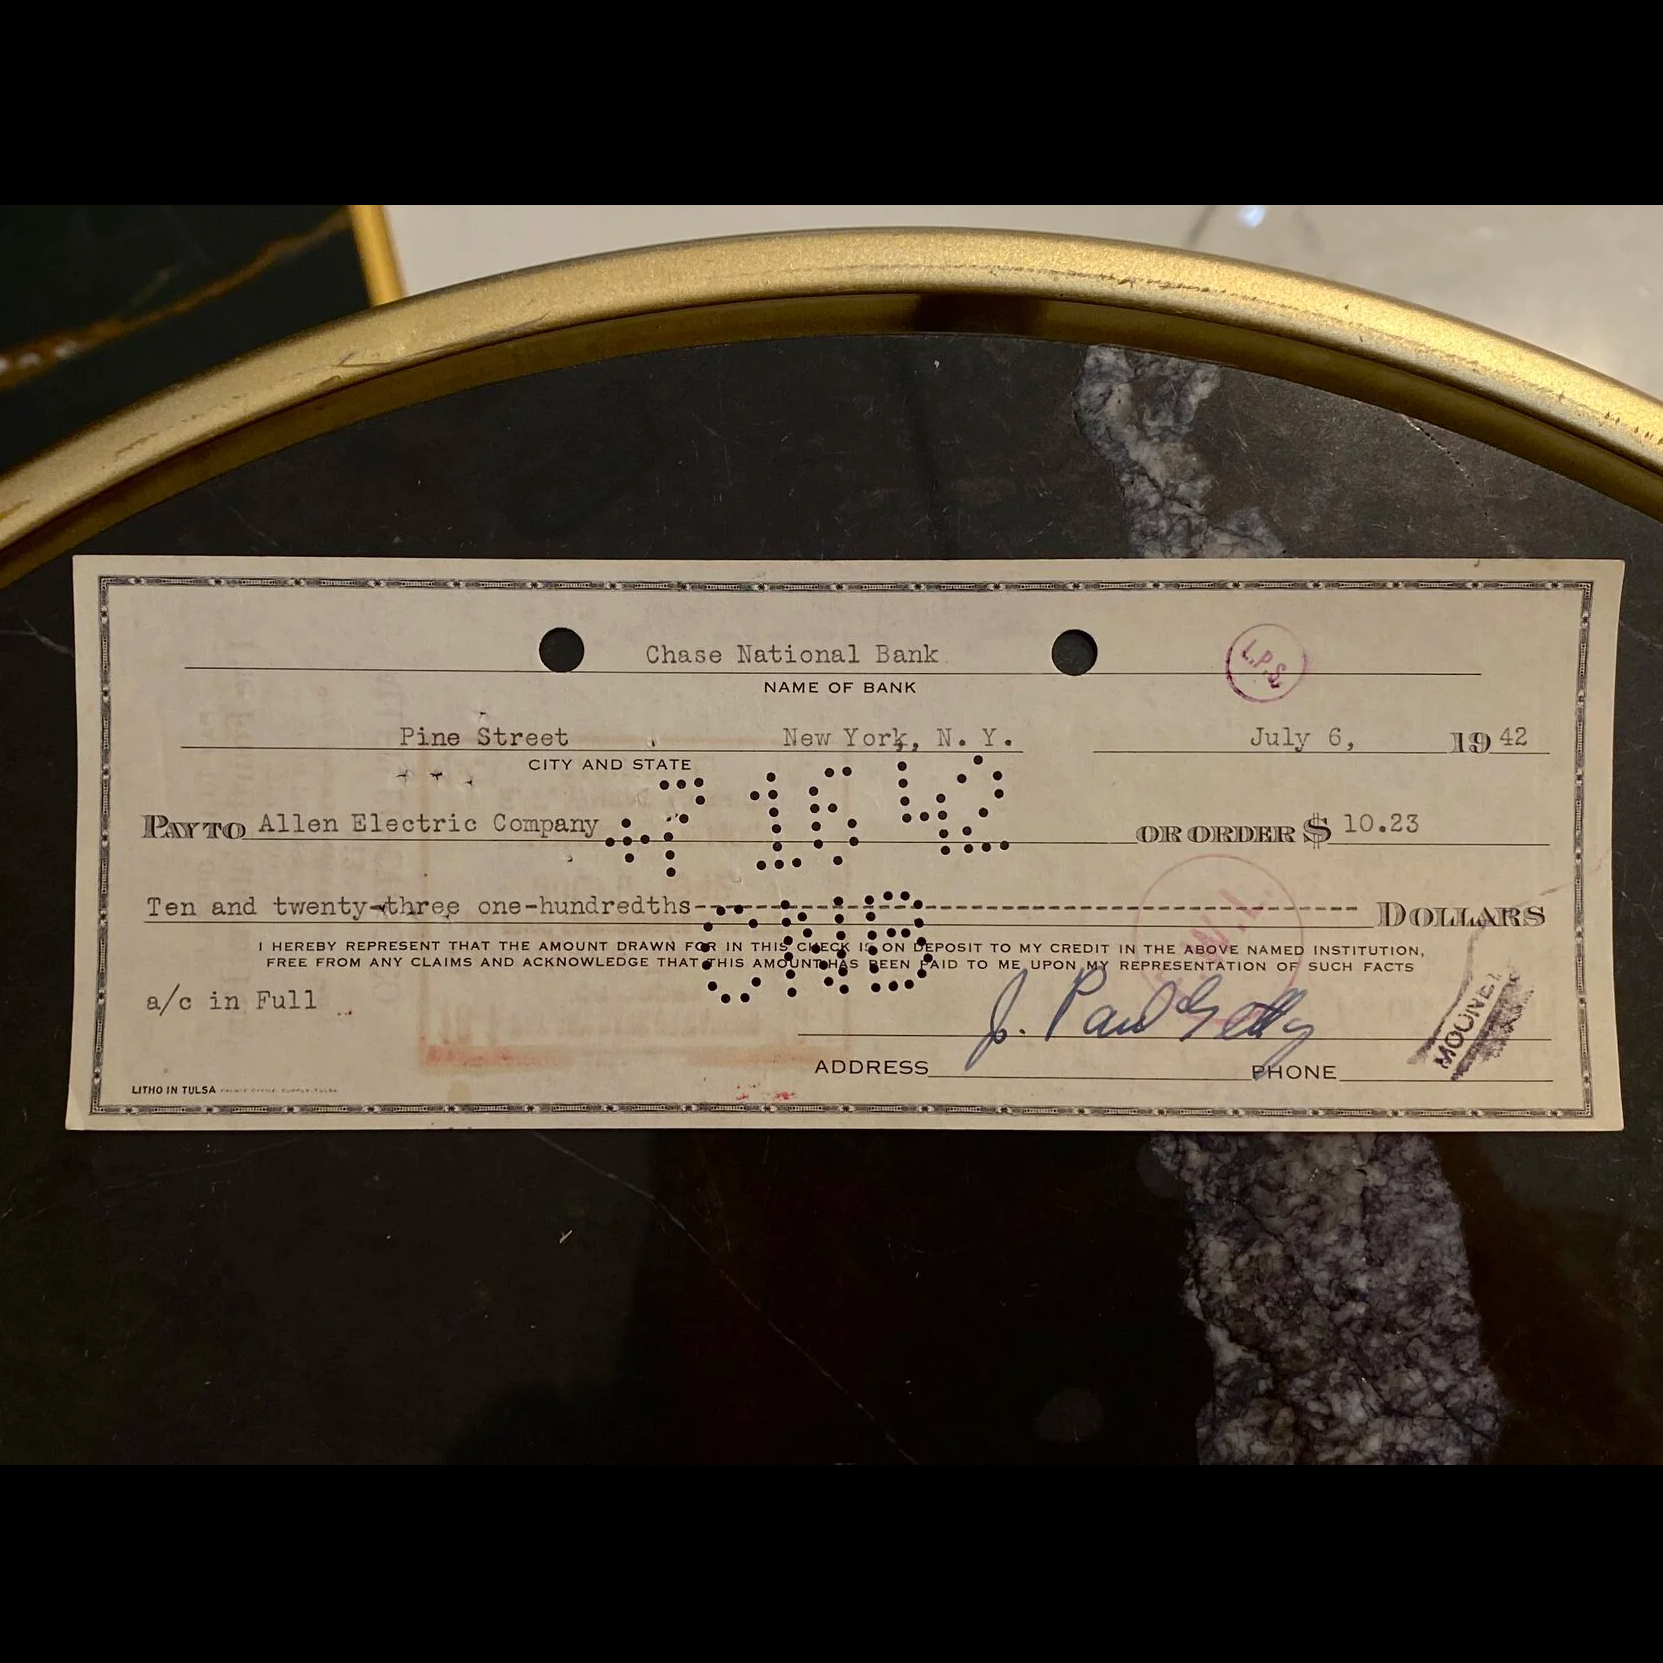 Chase National Bank
NAME OF BANK
L.P.S.
Pine Street New York, N. Y. July 6, 1942
CITY AND STATE
PAY TO Allen Electric Company OR ORDER $ 10.23
7 15 42
Ten and twenty-three one-hundredths DOLLARS
CNB
I HEREBY REPRESENT THAT THE AMOUNT DRAWN FOR IN THIS CHECK IS ON DEPOSIT TO MY CREDIT IN THE ABOVE NAMED INSTITUTION,
FREE FROM ANY CLAIMS AND ACKNOWLEDGE THAT THIS AMOUNT HAS BEEN PAID TO ME UPON MY REPRESENTATION OF SUCH FACTS
a/c in Full
J. Paul Getty
MOONEY
ADDRESS PHONE
LITHO IN TULSA